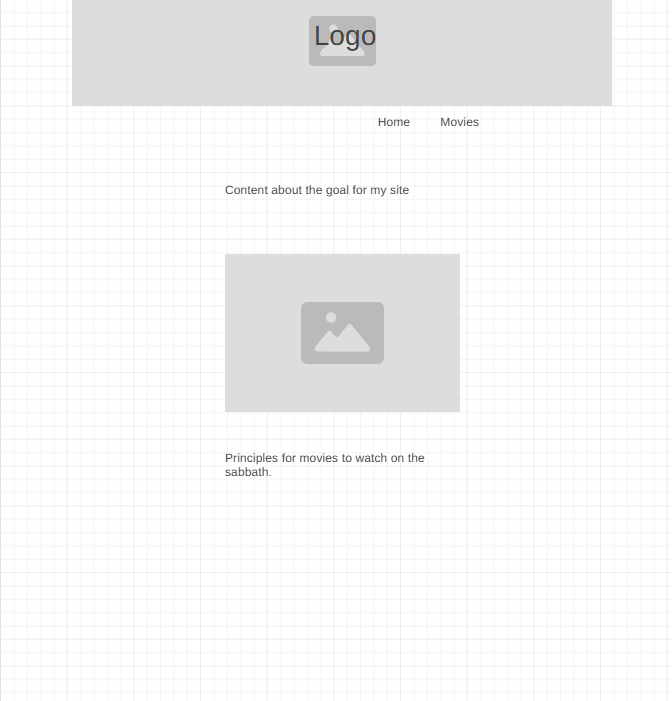 Logo
Home Movies
Content about the goal for my site
Principles for movies to watch on the
sabbath.